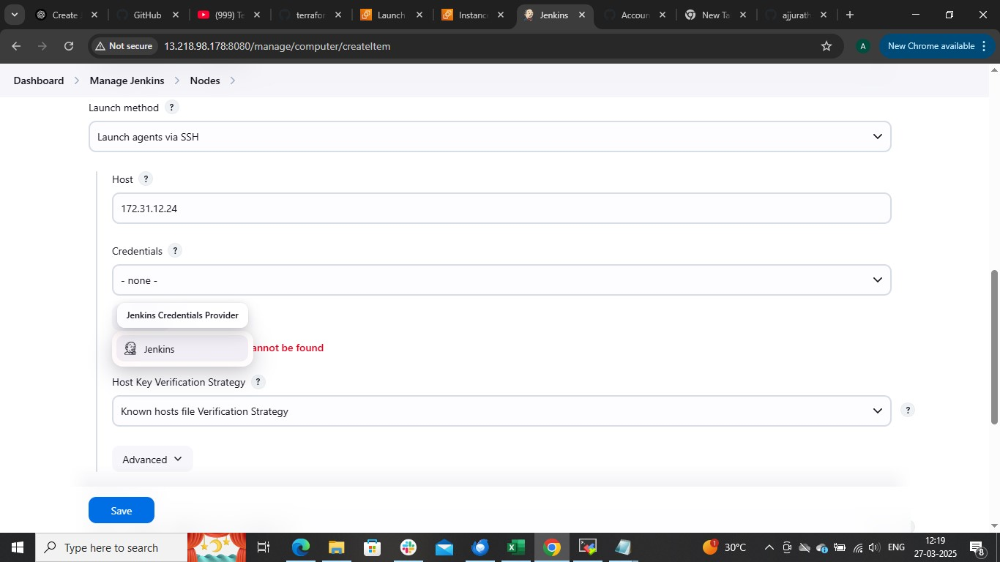 Create
GitHub
(999) Te
terrafor
Launch
Instanc
Jenkins
Accoun
New Ta
ajjurath
Not secure
13.218.98.178:8080/manage/computer/createItem
A
New Chrome available
Dashboard
Manage Jenkins
Nodes
Launch method ?
Launch agents via SSH
Host ?
172.31.12.24
Credentials ?
- none -
Jenkins Credentials Provider
Jenkins
annot be found
Host Key Verification Strategy ?
Known hosts file Verification Strategy
?
Advanced
Save
Type here to search
1
30°C
ENG
12:19
27-03-2025
8